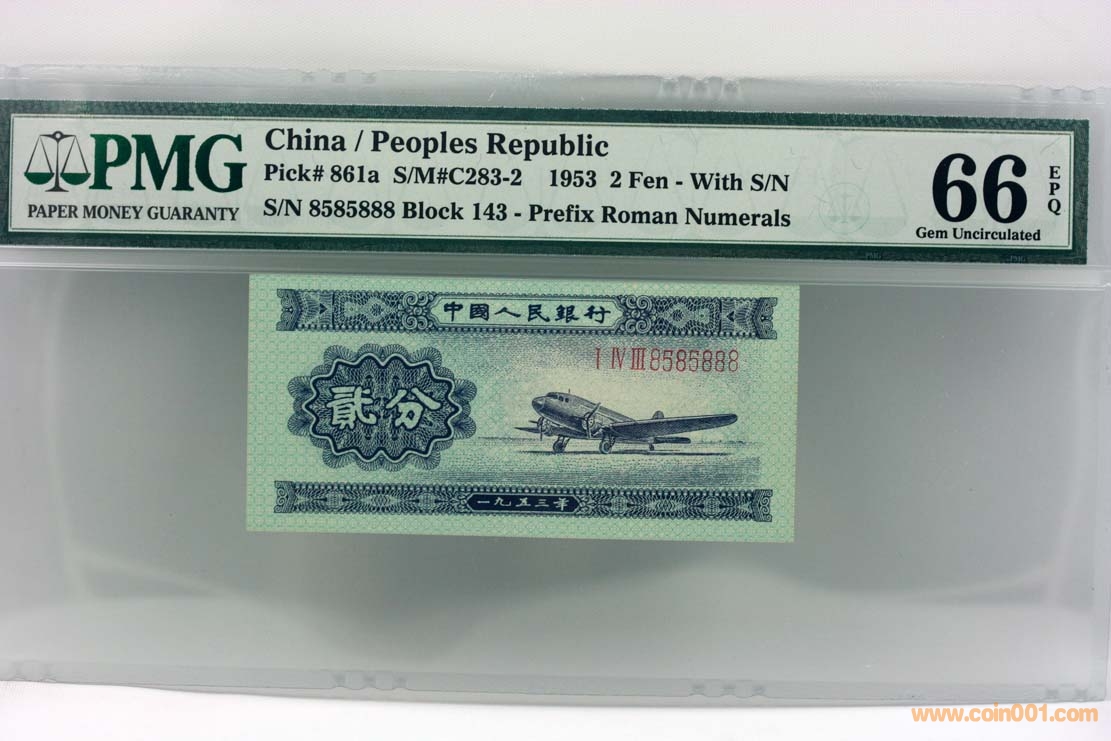 PMG
PAPER MONEY GUARANTY
China / Peoples Republic
Pick# 861a S/M#C283-2 1953 2 Fen - With S/N
S/N 8585888 Block 143 - Prefix Roman Numerals
66
EPQ
Gem Uncirculated
PMG
PMG
中國人民銀行
I IV III 8585888
貳分
一九五三年
www.coin001.com